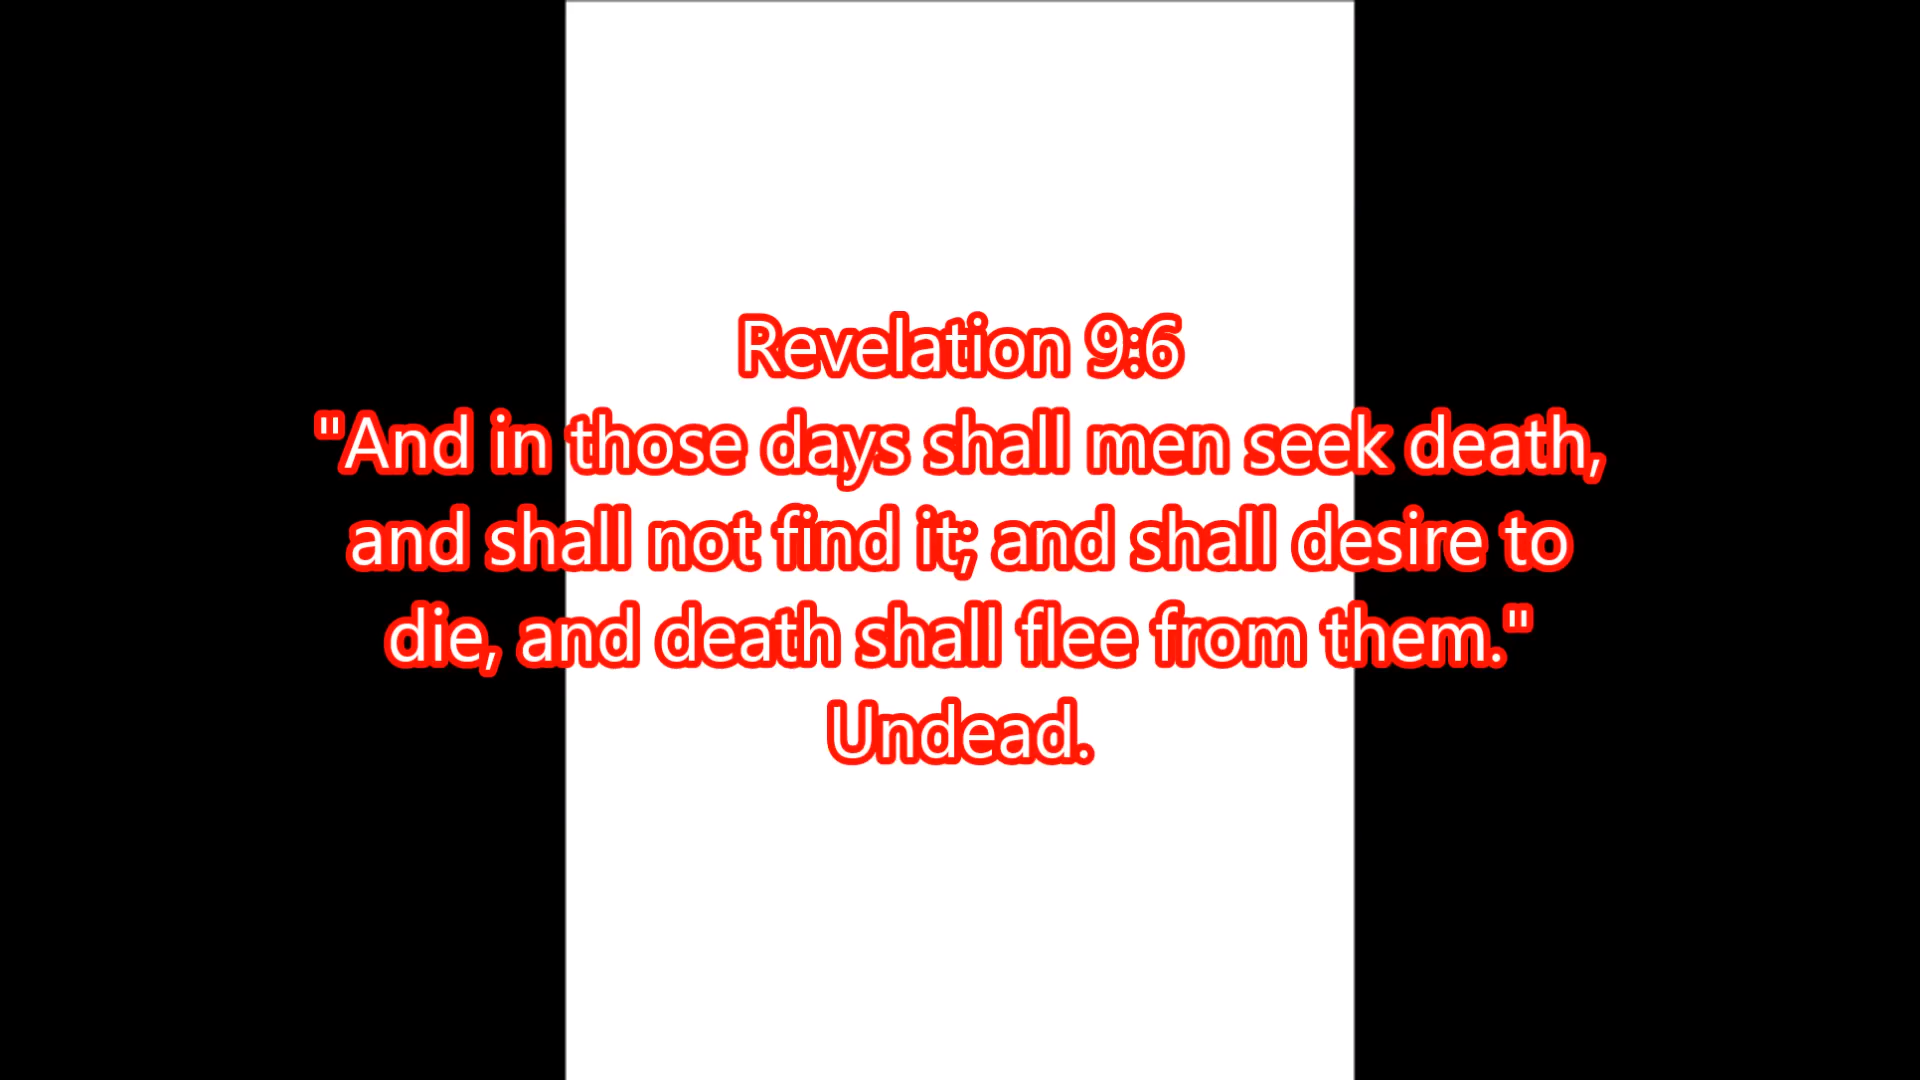 Revelation 9:6
"And in those days shall men seek death,
and shall not find it; and shall desire to
die, and death shall flee from them."
Undead.